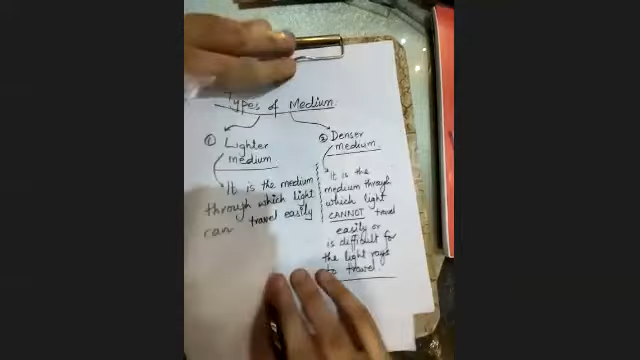 Types of Medium
① Lighter
medium
It is the medium
through which light
can travel easily
② Denser
medium
It is the
medium through
which light
CANNOT travel
easily or
is difficult for
the light rays
to travel.